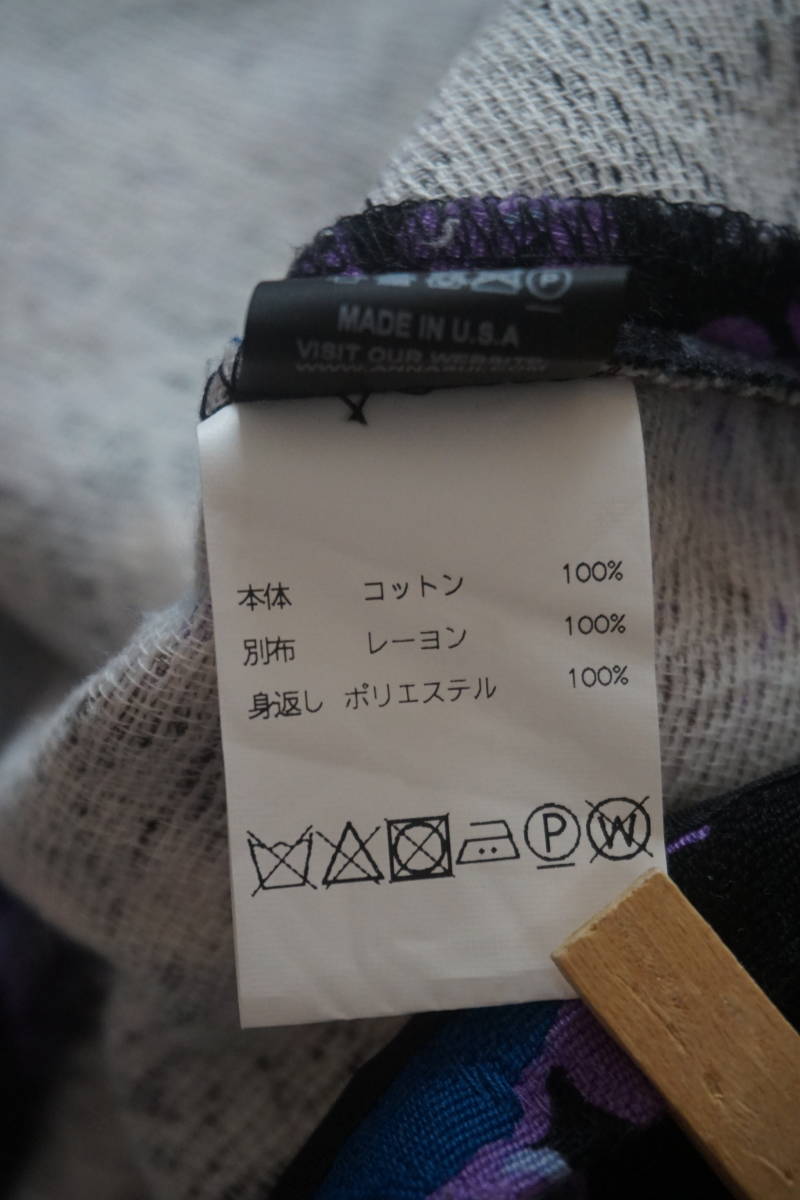 MADE IN U.S.A
VISIT OUR WEBSITE
本体 コットン 100%
別布 レーヨン 100%
身返し ポリエステル 100%
P W